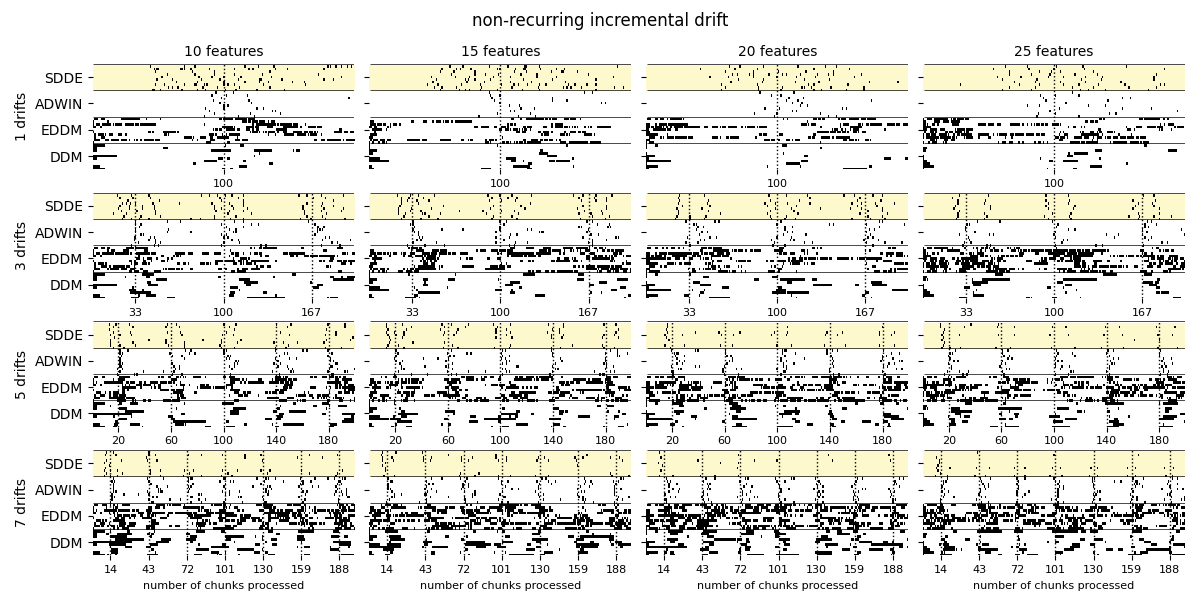 non-recurring incremental drift
10 features 15 features 20 features 25 features
1 drifts
SDDE
ADWIN
EDDM
DDM
100 100 100 100
3 drifts
SDDE
ADWIN
EDDM
DDM
33 100 167 33 100 167 33 100 167 33 100 167
5 drifts
SDDE
ADWIN
EDDM
DDM
20 60 100 140 180 20 60 100 140 180 20 60 100 140 180 20 60 100 140 180
7 drifts
SDDE
ADWIN
EDDM
DDM
14 43 72 101 130 159 188 14 43 72 101 130 159 188 14 43 72 101 130 159 188 14 43 72 101 130 159 188
number of chunks processed number of chunks processed number of chunks processed number of chunks processed